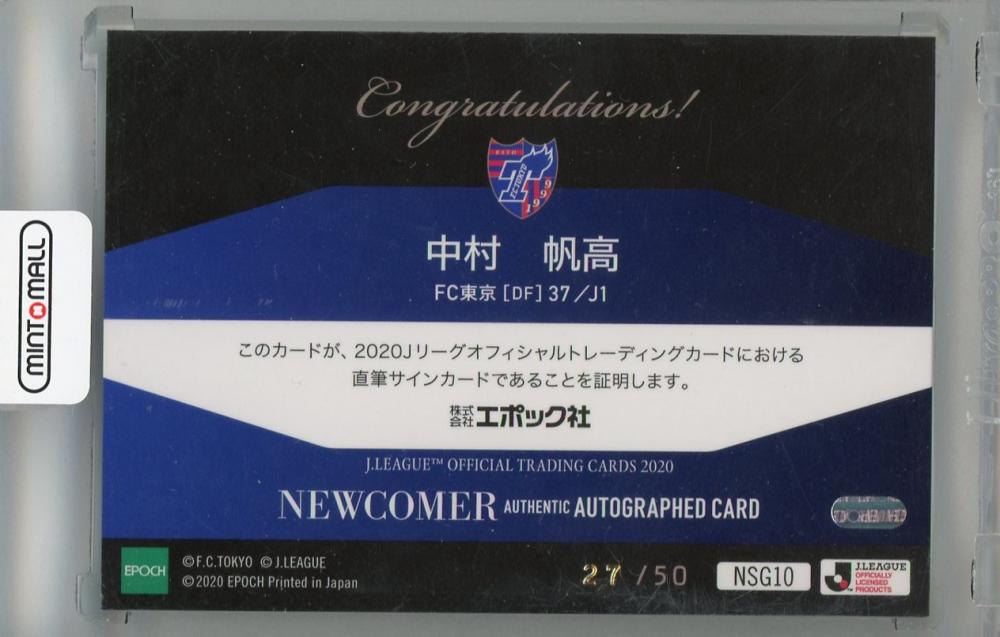 Congratulations!
FC TOKYO
1999
中村 帆高
FC東京 [DF] 37/J1
このカードが、2020Jリーグオフィシャルトレーディングカードにおける
直筆サインカードであることを証明します。
株式会社 エポック社
J.LEAGUE™ OFFICIAL TRADING CARDS 2020
NEWCOMER AUTHENTIC AUTOGRAPHED CARD
EPOCH
©F.C.TOKYO ©J.LEAGUE
©2020 EPOCH Printed in Japan
27/50
NSG10
J.LEAGUE
OFFICIALLY
LICENSED
PRODUCTS
MINT MALL